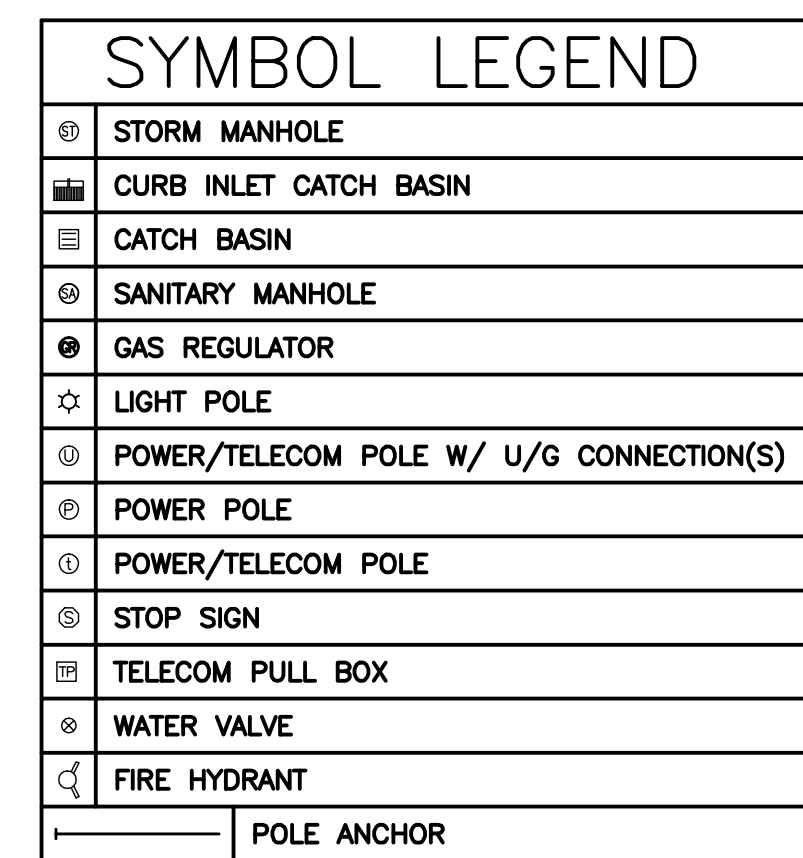 SYMBOL LEGEND
ST STORM MANHOLE
CURB INLET CATCH BASIN
CATCH BASIN
SA SANITARY MANHOLE
GR GAS REGULATOR
LIGHT POLE
U POWER/TELECOM POLE W/ U/G CONNECTION(S)
P POWER POLE
t POWER/TELECOM POLE
S STOP SIGN
TP TELECOM PULL BOX
WATER VALVE
FIRE HYDRANT
POLE ANCHOR